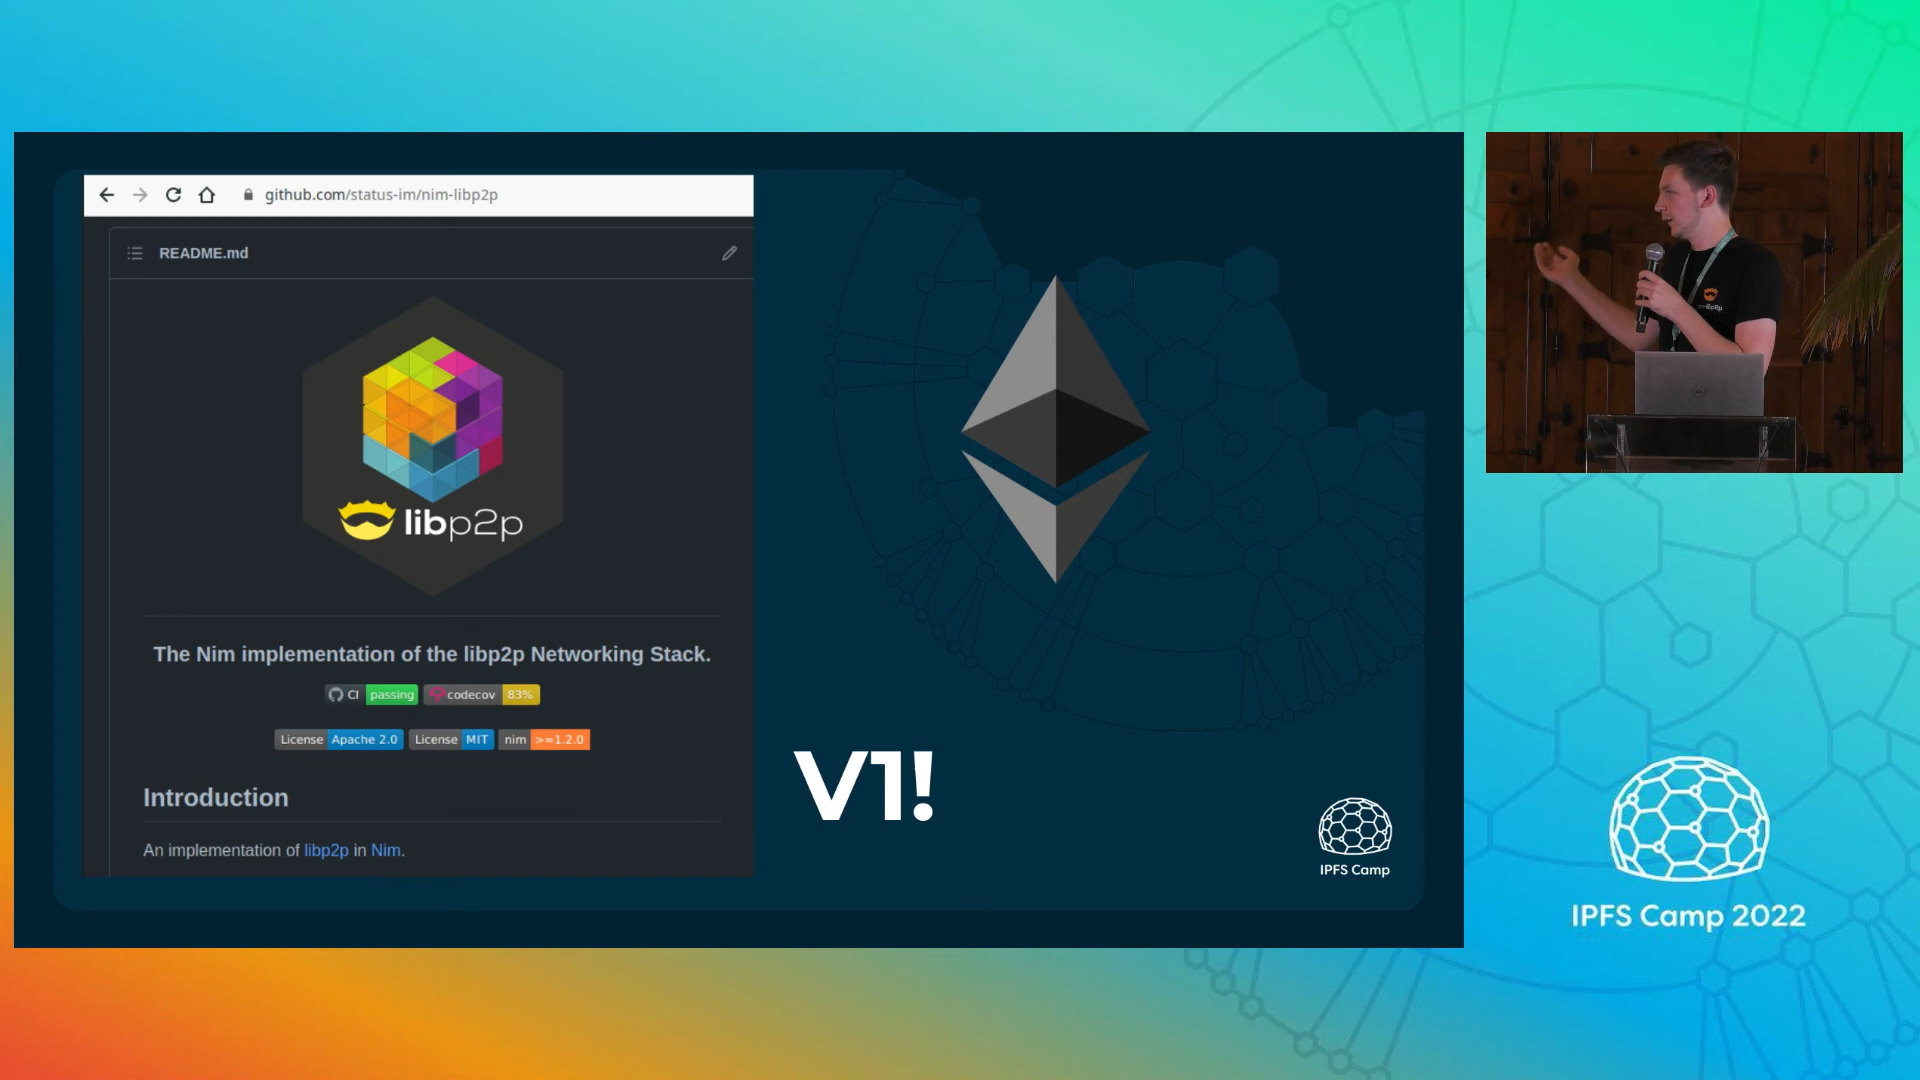 github.com/status-im/nim-libp2p
README.md
libp2p
The Nim implementation of the libp2p Networking Stack.
CI passing codecov 83%
License Apache 2.0 License MIT nim >=1.2.0
Introduction
An implementation of libp2p in Nim.
V1!
IPFS Camp
IPFS Camp 2022